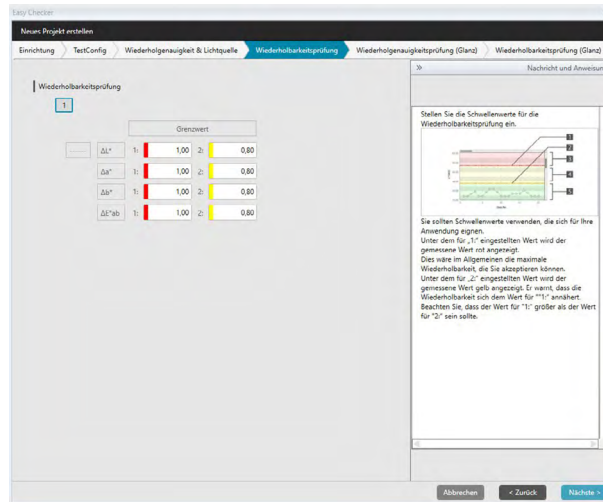 Easy Checker
Neues Projekt erstellen
Einrichtung
TestConfig
Wiederholgenauigkeit & Lichtquelle
Wiederholbarkeitsprüfung
Wiederholgenauigkeitsprüfung (Glanz)
Wiederholbarkeitsprüfung (Glanz)
»
Nachricht und Anweisun
Wiederholbarkeitsprüfung
1
Grenzwert
ΔL* 1: 1,00 2: 0,80
Δa* 1: 1,00 2: 0,80
Δb* 1: 1,00 2: 0,80
ΔE*ab 1: 1,00 2: 0,80
Stellen Sie die Schwellenwerte für die
Wiederholbarkeitsprüfung ein.
1
2
3
4
5
Sie sollten Schwellenwerte verwenden, die sich für Ihre
Anwendung eignen.
Unter dem für „1:" eingestellten Wert wird der
gemessene Wert rot angezeigt.
Dies wäre im Allgemeinen die maximale
Wiederholbarkeit, die Sie akzeptieren können.
Unter dem für „2:" eingestellten Wert wird der
gemessene Wert gelb angezeigt. Er warnt, dass die
Wiederholbarkeit sich dem Wert für ""1:" annähert.
Beachten Sie, dass der Wert für "1:" größer als der Wert
für "2:" sein sollte.
Abbrechen
< Zurück
Nächste >